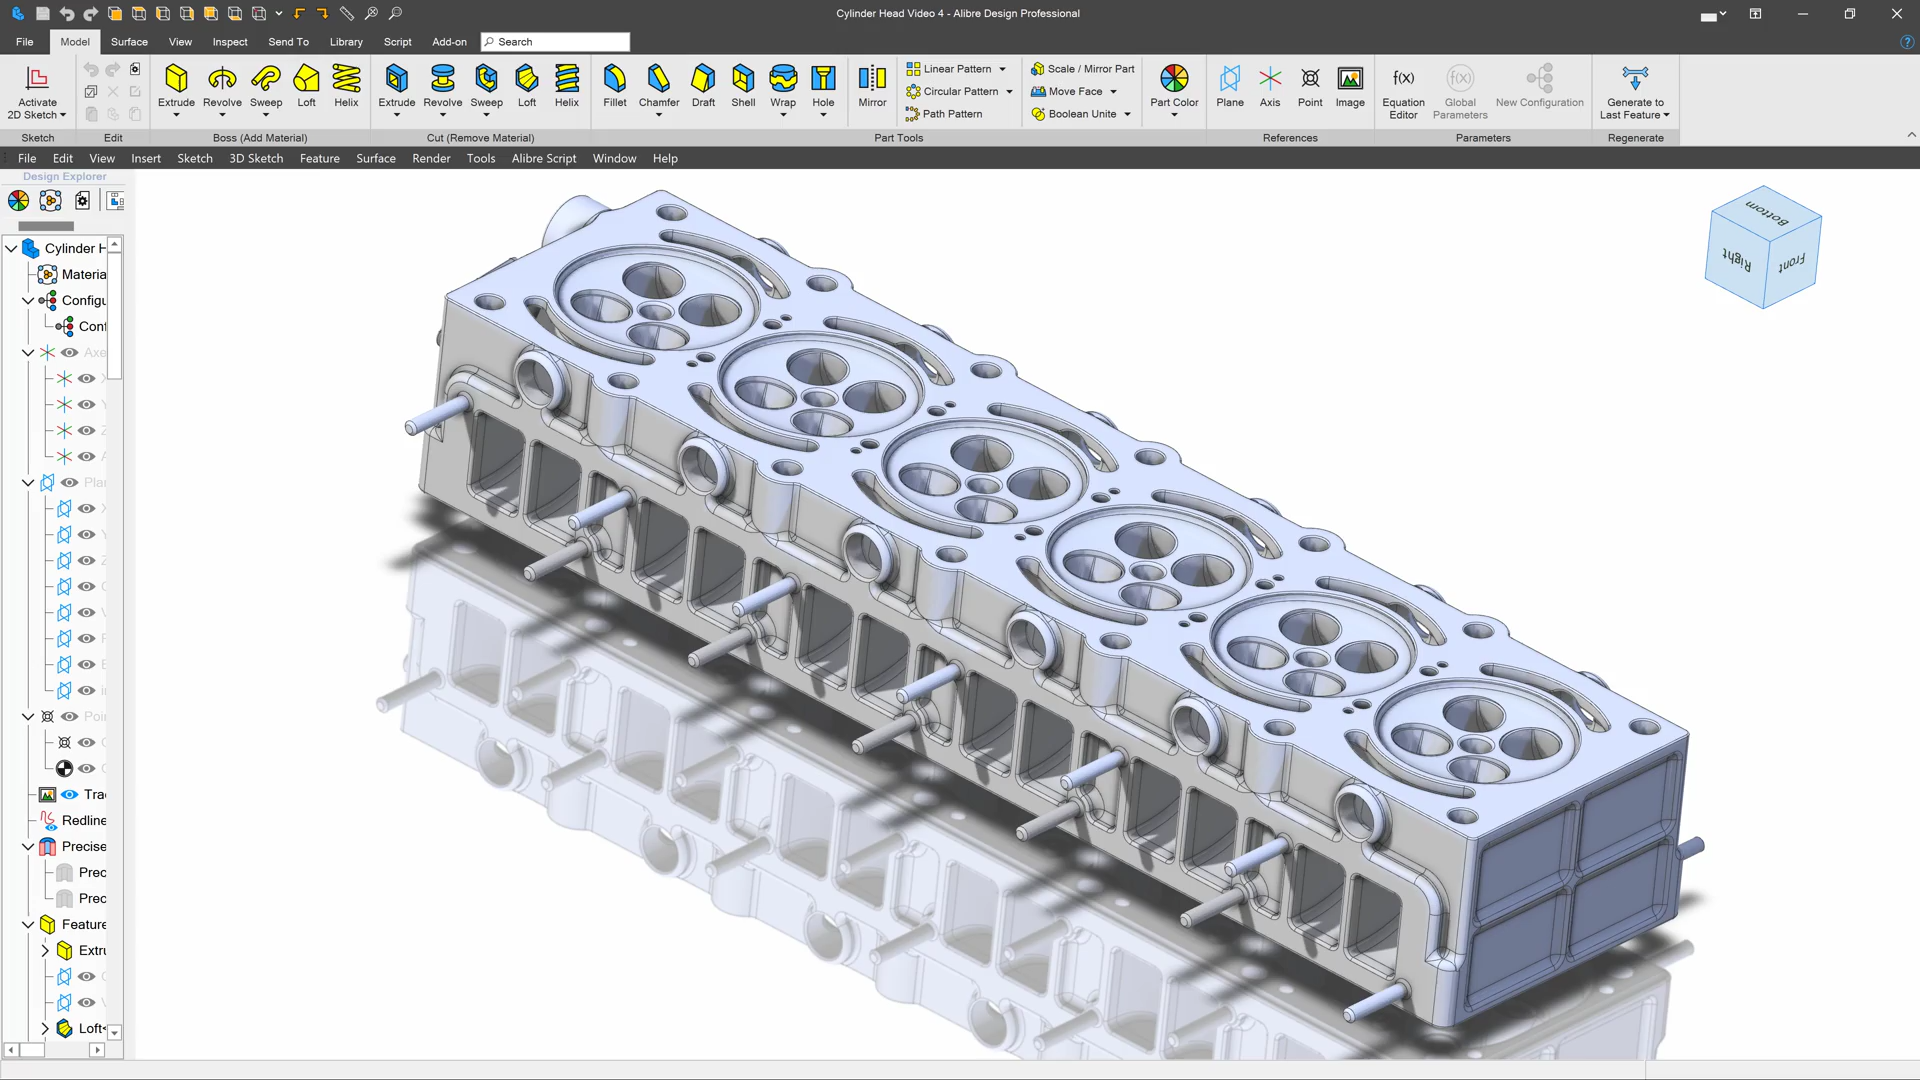 Cylinder Head Video 4 - Alibre Design Professional
File Model Surface View Inspect Send To Library Script Add-on Search
Linear Pattern Scale / Mirror Part
Circular Pattern Move Face
Path Pattern Boolean Unite
Activate 2D Sketch Extrude Revolve Sweep Loft Helix Extrude Revolve Sweep Loft Helix Fillet Chamfer Draft Shell Wrap Hole Mirror Part Color Plane Axis Point Image Equation Editor Global Parameters New Configuration Generate to Last Feature
Sketch Edit Boss (Add Material) Cut (Remove Material) Part Tools References Parameters Regenerate
File Edit View Insert Sketch 3D Sketch Feature Surface Render Tools Alibre Script Window Help
Design Explorer
Bottom
Right Front
Cylinder H
Materia
Configu
Conf
Axe
Plan
Poin
Trac
Redline
Precise
Prec
Prec
Feature
Extru
Loft<